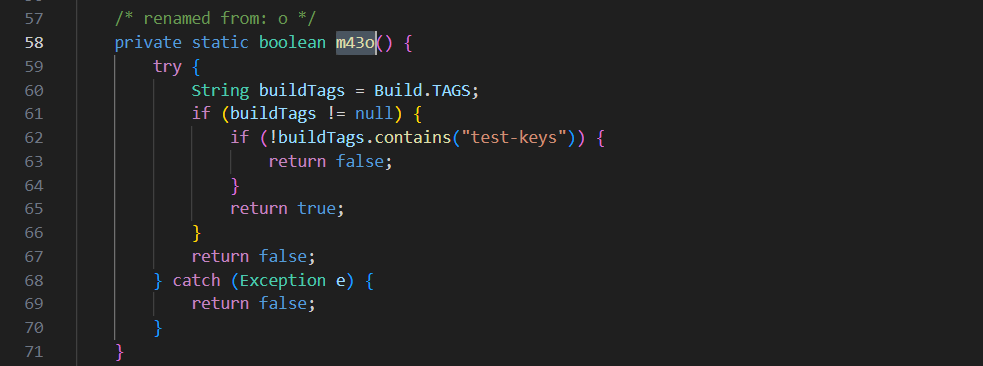 57 /* renamed from: o */
58 private static boolean m43o() {
59 try {
60 String buildTags = Build.TAGS;
61 if (buildTags != null) {
62 if (!buildTags.contains("test-keys")) {
63 return false;
64 }
65 return true;
66 }
67 return false;
68 } catch (Exception e) {
69 return false;
70 }
71 }